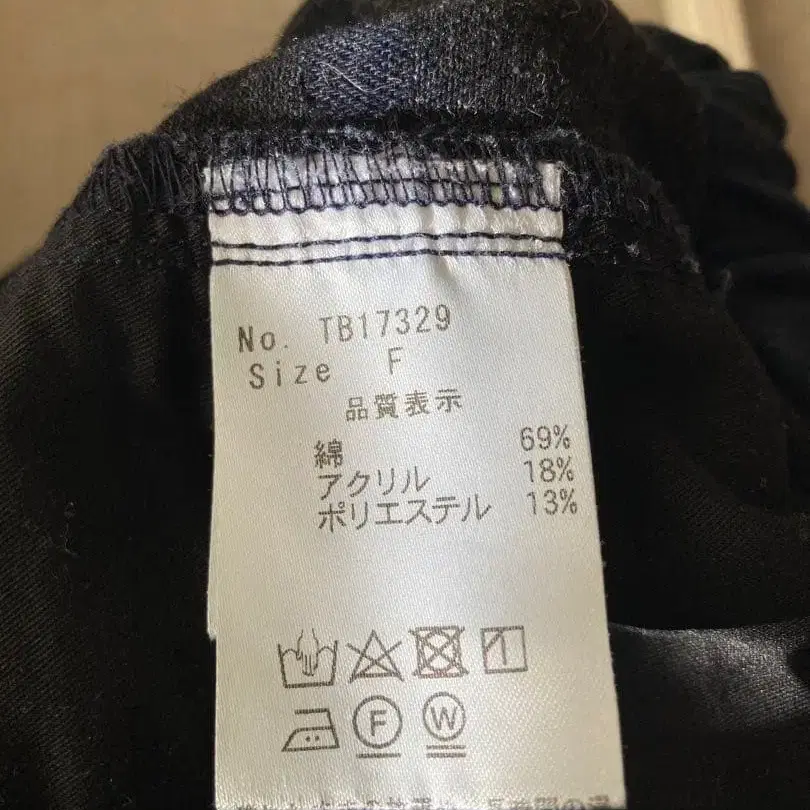 No. TB17329
Size F
品質表示
綿 69%
アクリル 18%
ポリエステル 13%
F W